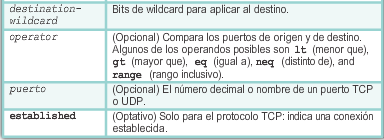 destination-
wildcard
Bits de wildcard para aplicar al destino.
operator
(Opcional) Compara los puertos de origen y de destino.
Algunos de los operandos posibles son lt (menor que),
gt (mayor que), eq (igual a), neq (distinto de), and
range (rango inclusivo).
puerto
(Opcional) El número decimal o nombre de un puerto TCP
o UDP.
established
(Optativo) Solo para el protocolo TCP: indica una conexión
establecida.